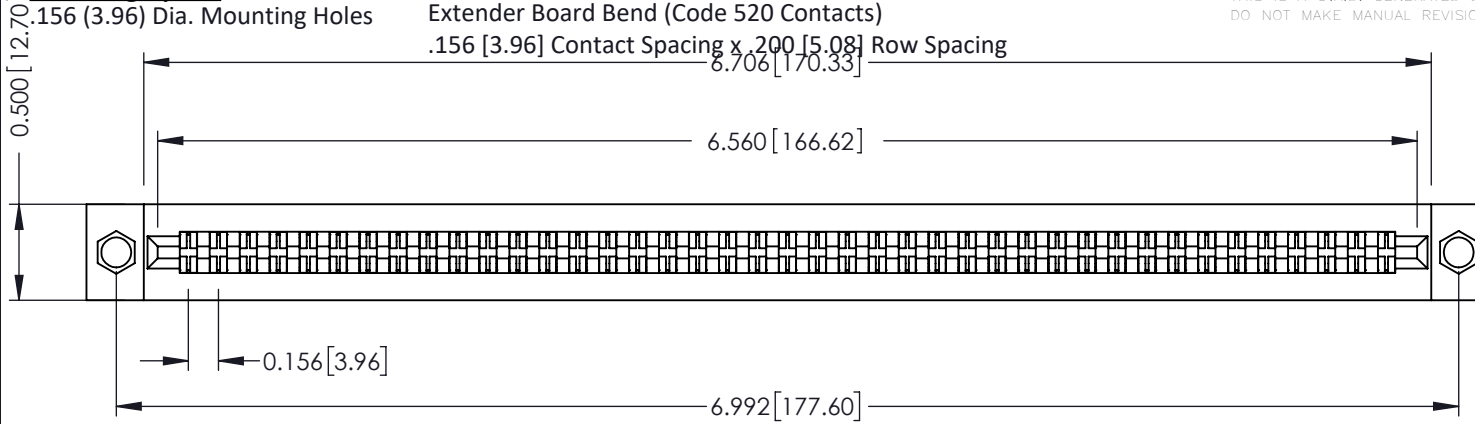 .156 (3.96) Dia. Mounting Holes
Extender Board Bend (Code 520 Contacts)
DO NOT MAKE MANUAL REVISIO
.156 [3.96] Contact Spacing x .200 [5.08] Row Spacing
0.500 [12.70
6.706 [170.33]
6.560 [166.62]
0.156 [3.96]
6.992 [177.60]